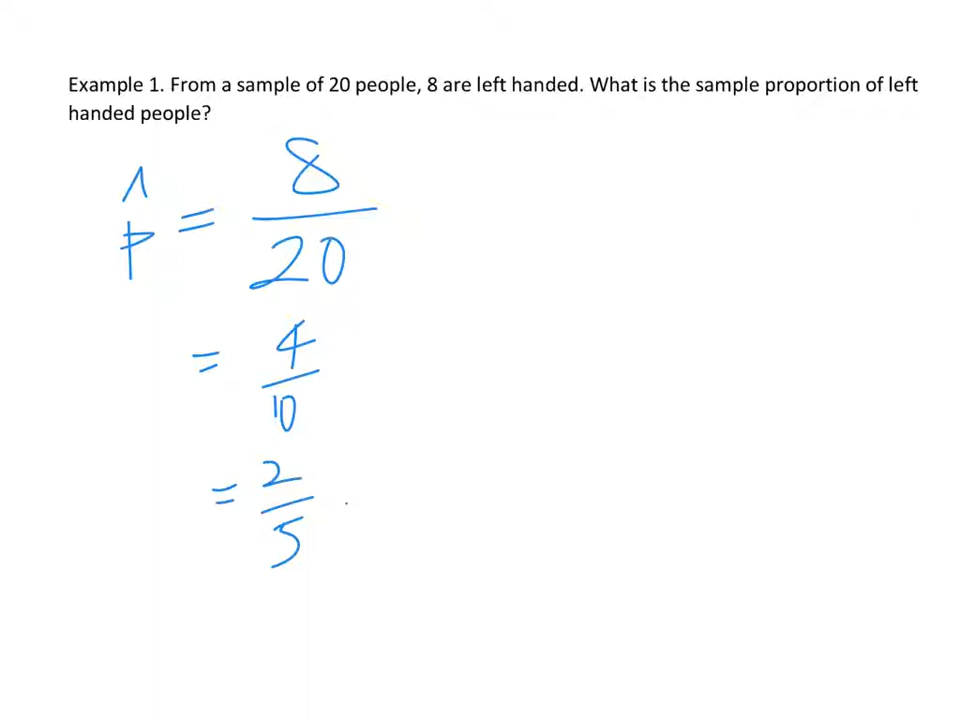 Example 1. From a sample of 20 people, 8 are left handed. What is the sample proportion of left
handed people?
p̂ = 8/20
= 4/10
= 2/5